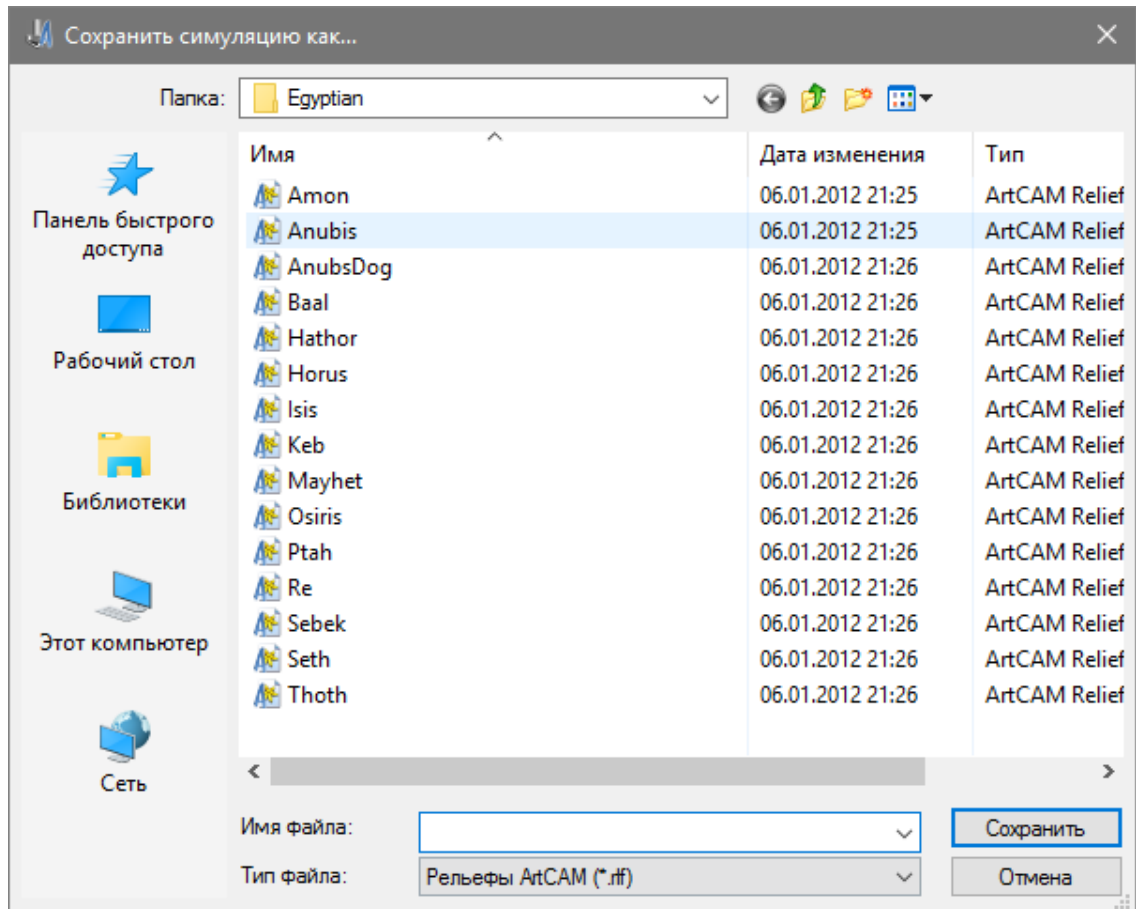 Сохранить симуляцию как...
Папка: Egyptian
Панель быстрого
доступа
Рабочий стол
Библиотеки
Этот компьютер
Сеть
Имя Дата изменения Тип
Amon 06.01.2012 21:25 ArtCAM Relief
Anubis 06.01.2012 21:25 ArtCAM Relief
AnubsDog 06.01.2012 21:26 ArtCAM Relief
Baal 06.01.2012 21:26 ArtCAM Relief
Hathor 06.01.2012 21:26 ArtCAM Relief
Horus 06.01.2012 21:26 ArtCAM Relief
Isis 06.01.2012 21:26 ArtCAM Relief
Keb 06.01.2012 21:26 ArtCAM Relief
Mayhet 06.01.2012 21:26 ArtCAM Relief
Osiris 06.01.2012 21:26 ArtCAM Relief
Ptah 06.01.2012 21:26 ArtCAM Relief
Re 06.01.2012 21:26 ArtCAM Relief
Sebek 06.01.2012 21:26 ArtCAM Relief
Seth 06.01.2012 21:26 ArtCAM Relief
Thoth 06.01.2012 21:26 ArtCAM Relief
Имя файла: Сохранить
Тип файла: Рельефы ArtCAM (*.rlf) Отмена